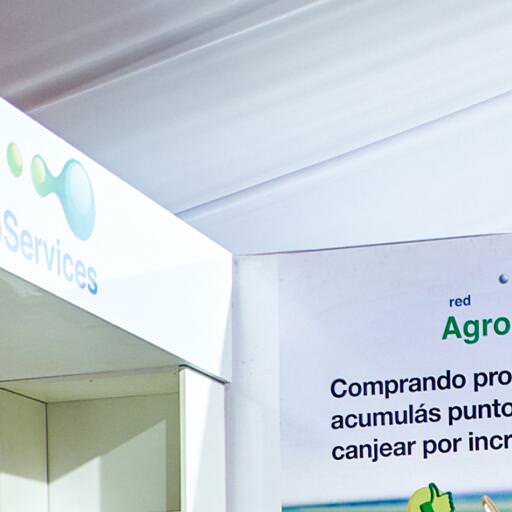 Services
red
Agro
Comprando pro
acumulás punto
canjear por incr